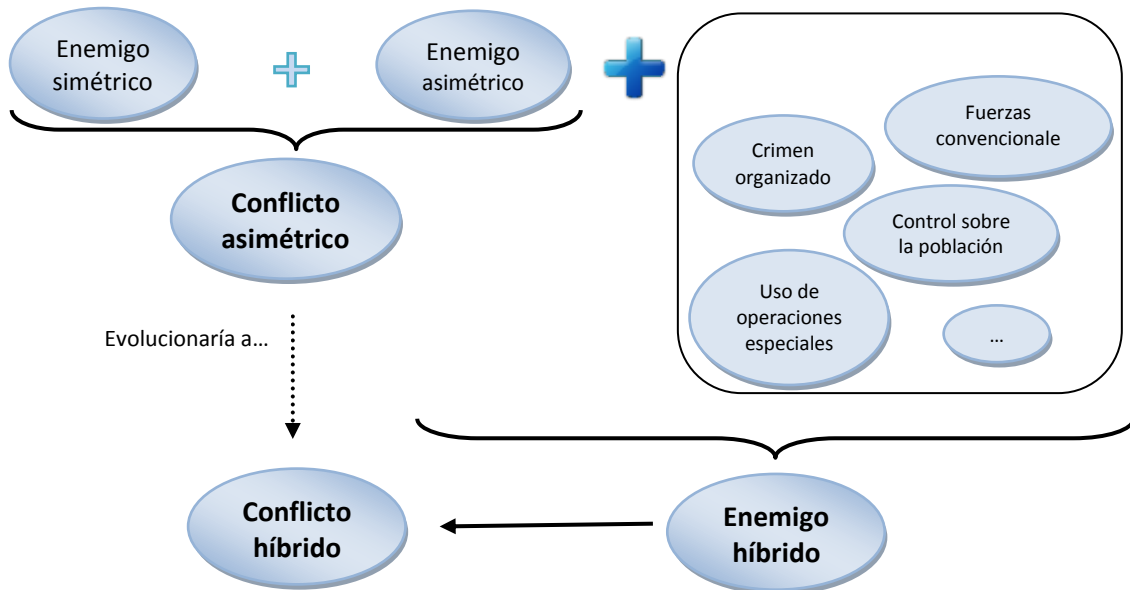 Enemigo
simétrico
Enemigo
asimétrico
Fuerzas
convencionale
Crimen
organizado
Control sobre
la población
Uso de
operaciones
especiales
...
Conflicto
asimétrico
Evolucionaría a...
Conflicto
híbrido
Enemigo
híbrido